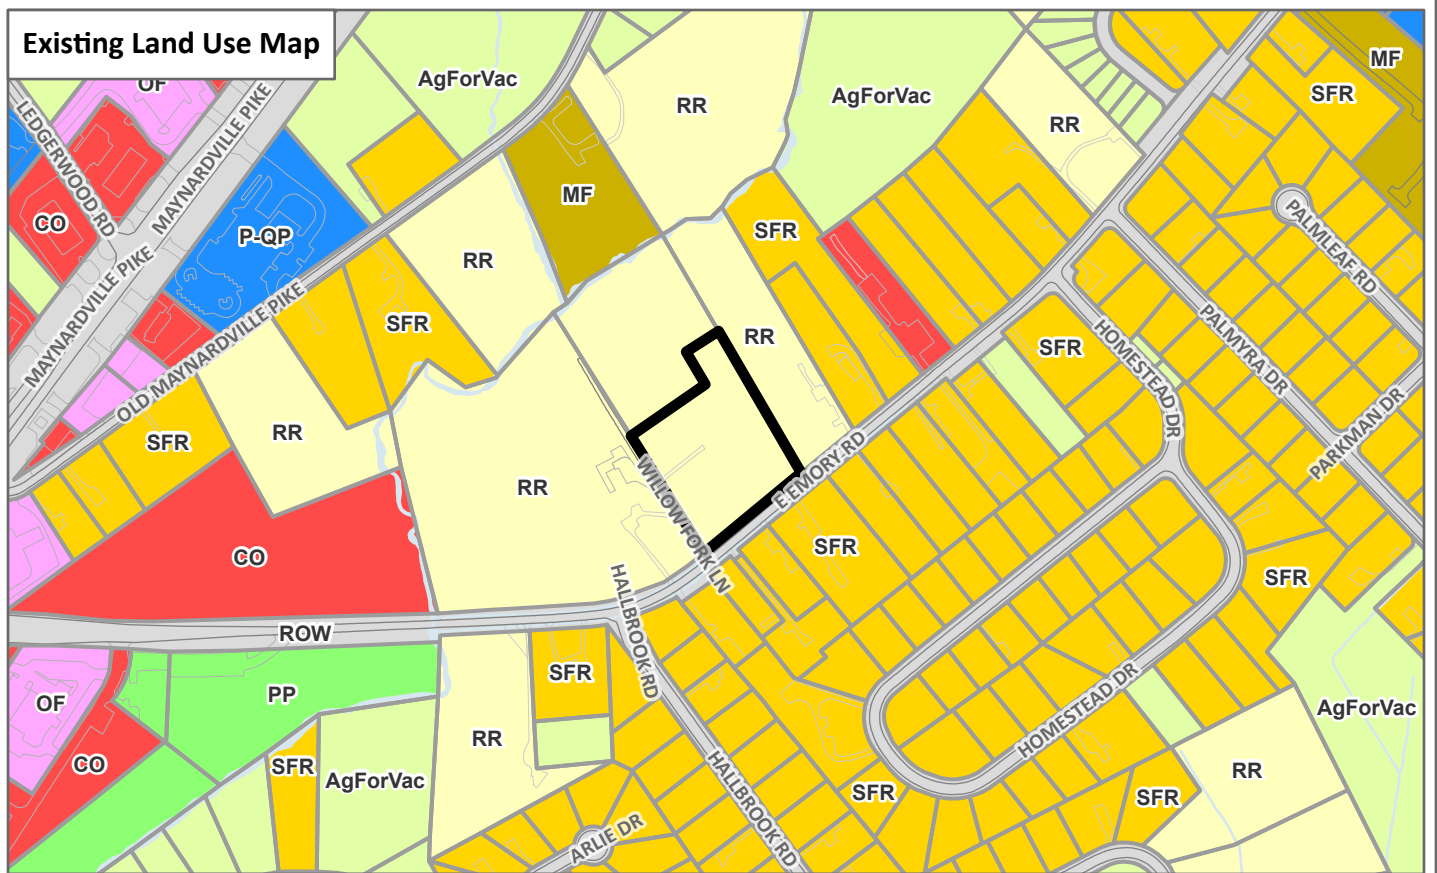 Existing Land Use Map
OF
MF
AgForVac
RR
AgForVac
SFR
RR
LEDGERWOOD RD
MAYNARDVILLE PIKE
MF
CO
P-QP
SFR
PALMLEAF RD
RR
MAYNARDVILLE PIKE
OLD MAYNARDVILLE PIKE
SFR
RR
SFR
HOMESTEAD DR
PALMYRA DR
PARKMAN DR
SFR
RR
RR
WILLOW FORK LN
E EMORY RD
SFR
CO
SFR
HALLBROOK RD
ROW
SFR
OF
PP
HOMESTEAD DR
AgForVac
RR
CO
SFR
AgForVac
RR
HALLBROOK RD
SFR
SFR
ARLIE DR